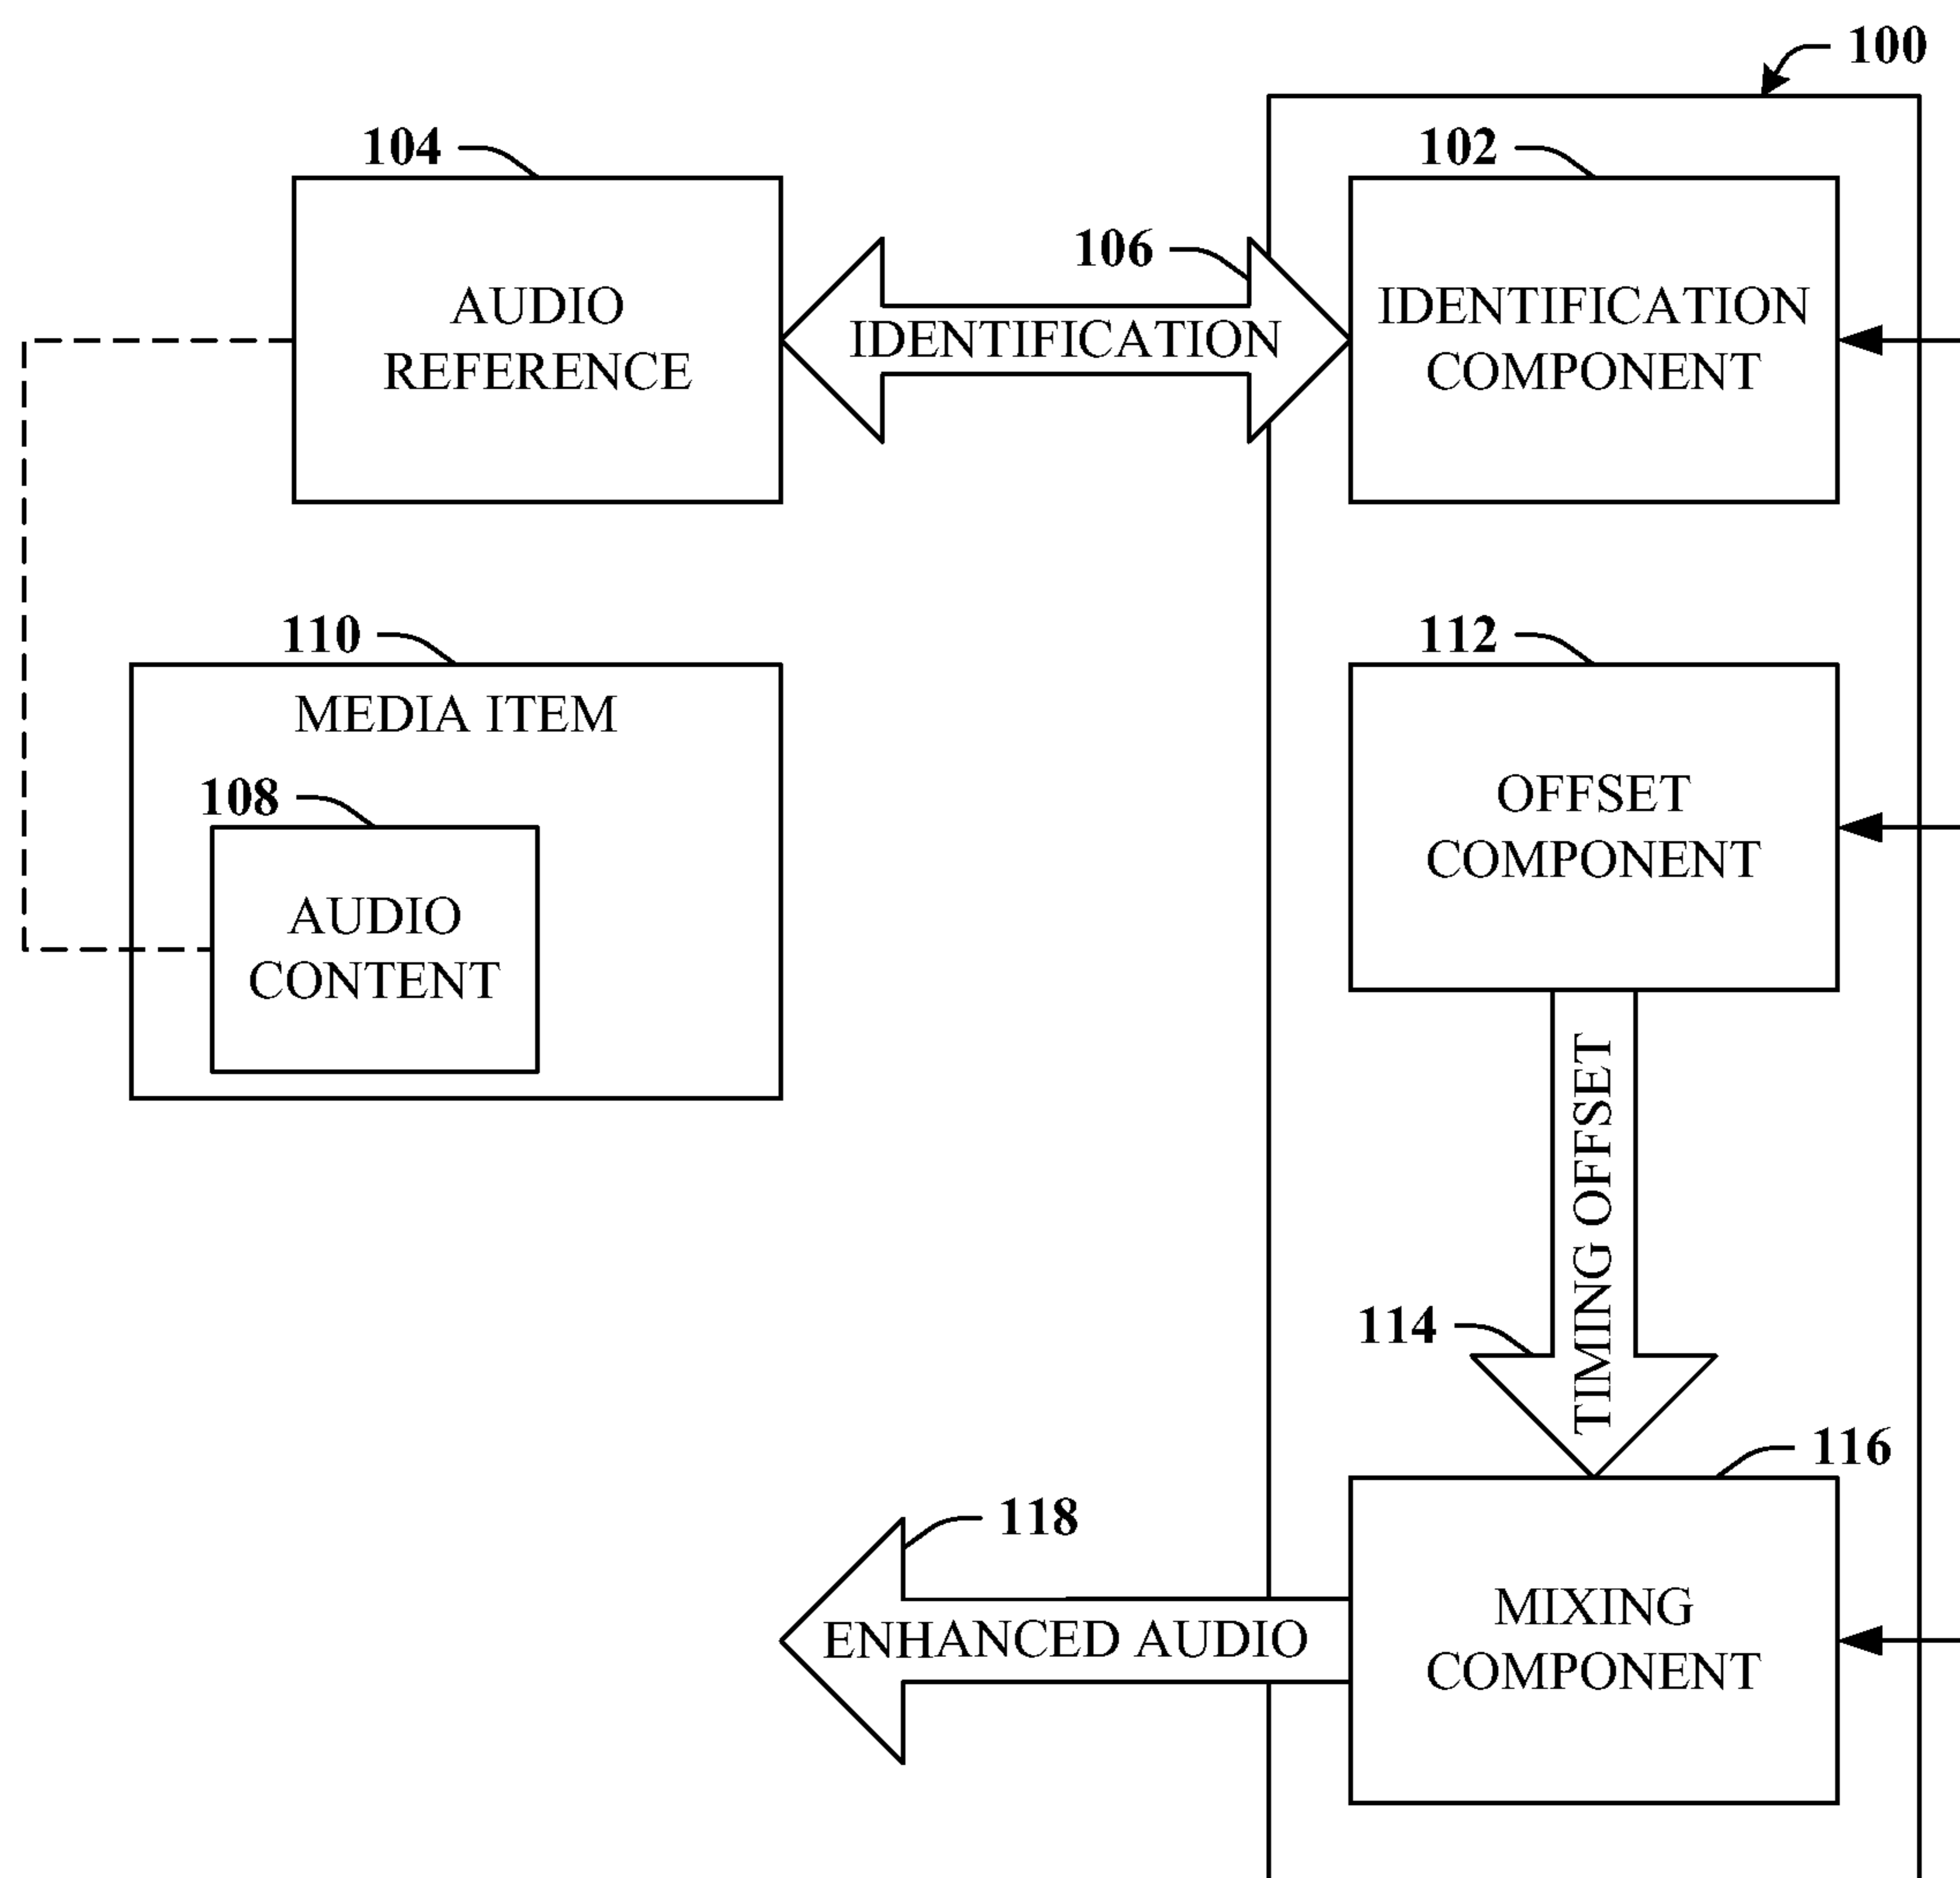 100
104
102
106
AUDIO
REFERENCE
IDENTIFICATION
IDENTIFICATION
COMPONENT
110
112
MEDIA ITEM
108
OFFSET
COMPONENT
AUDIO
CONTENT
TIMING OFFSET
114
116
118
ENHANCED AUDIO
MIXING
COMPONENT